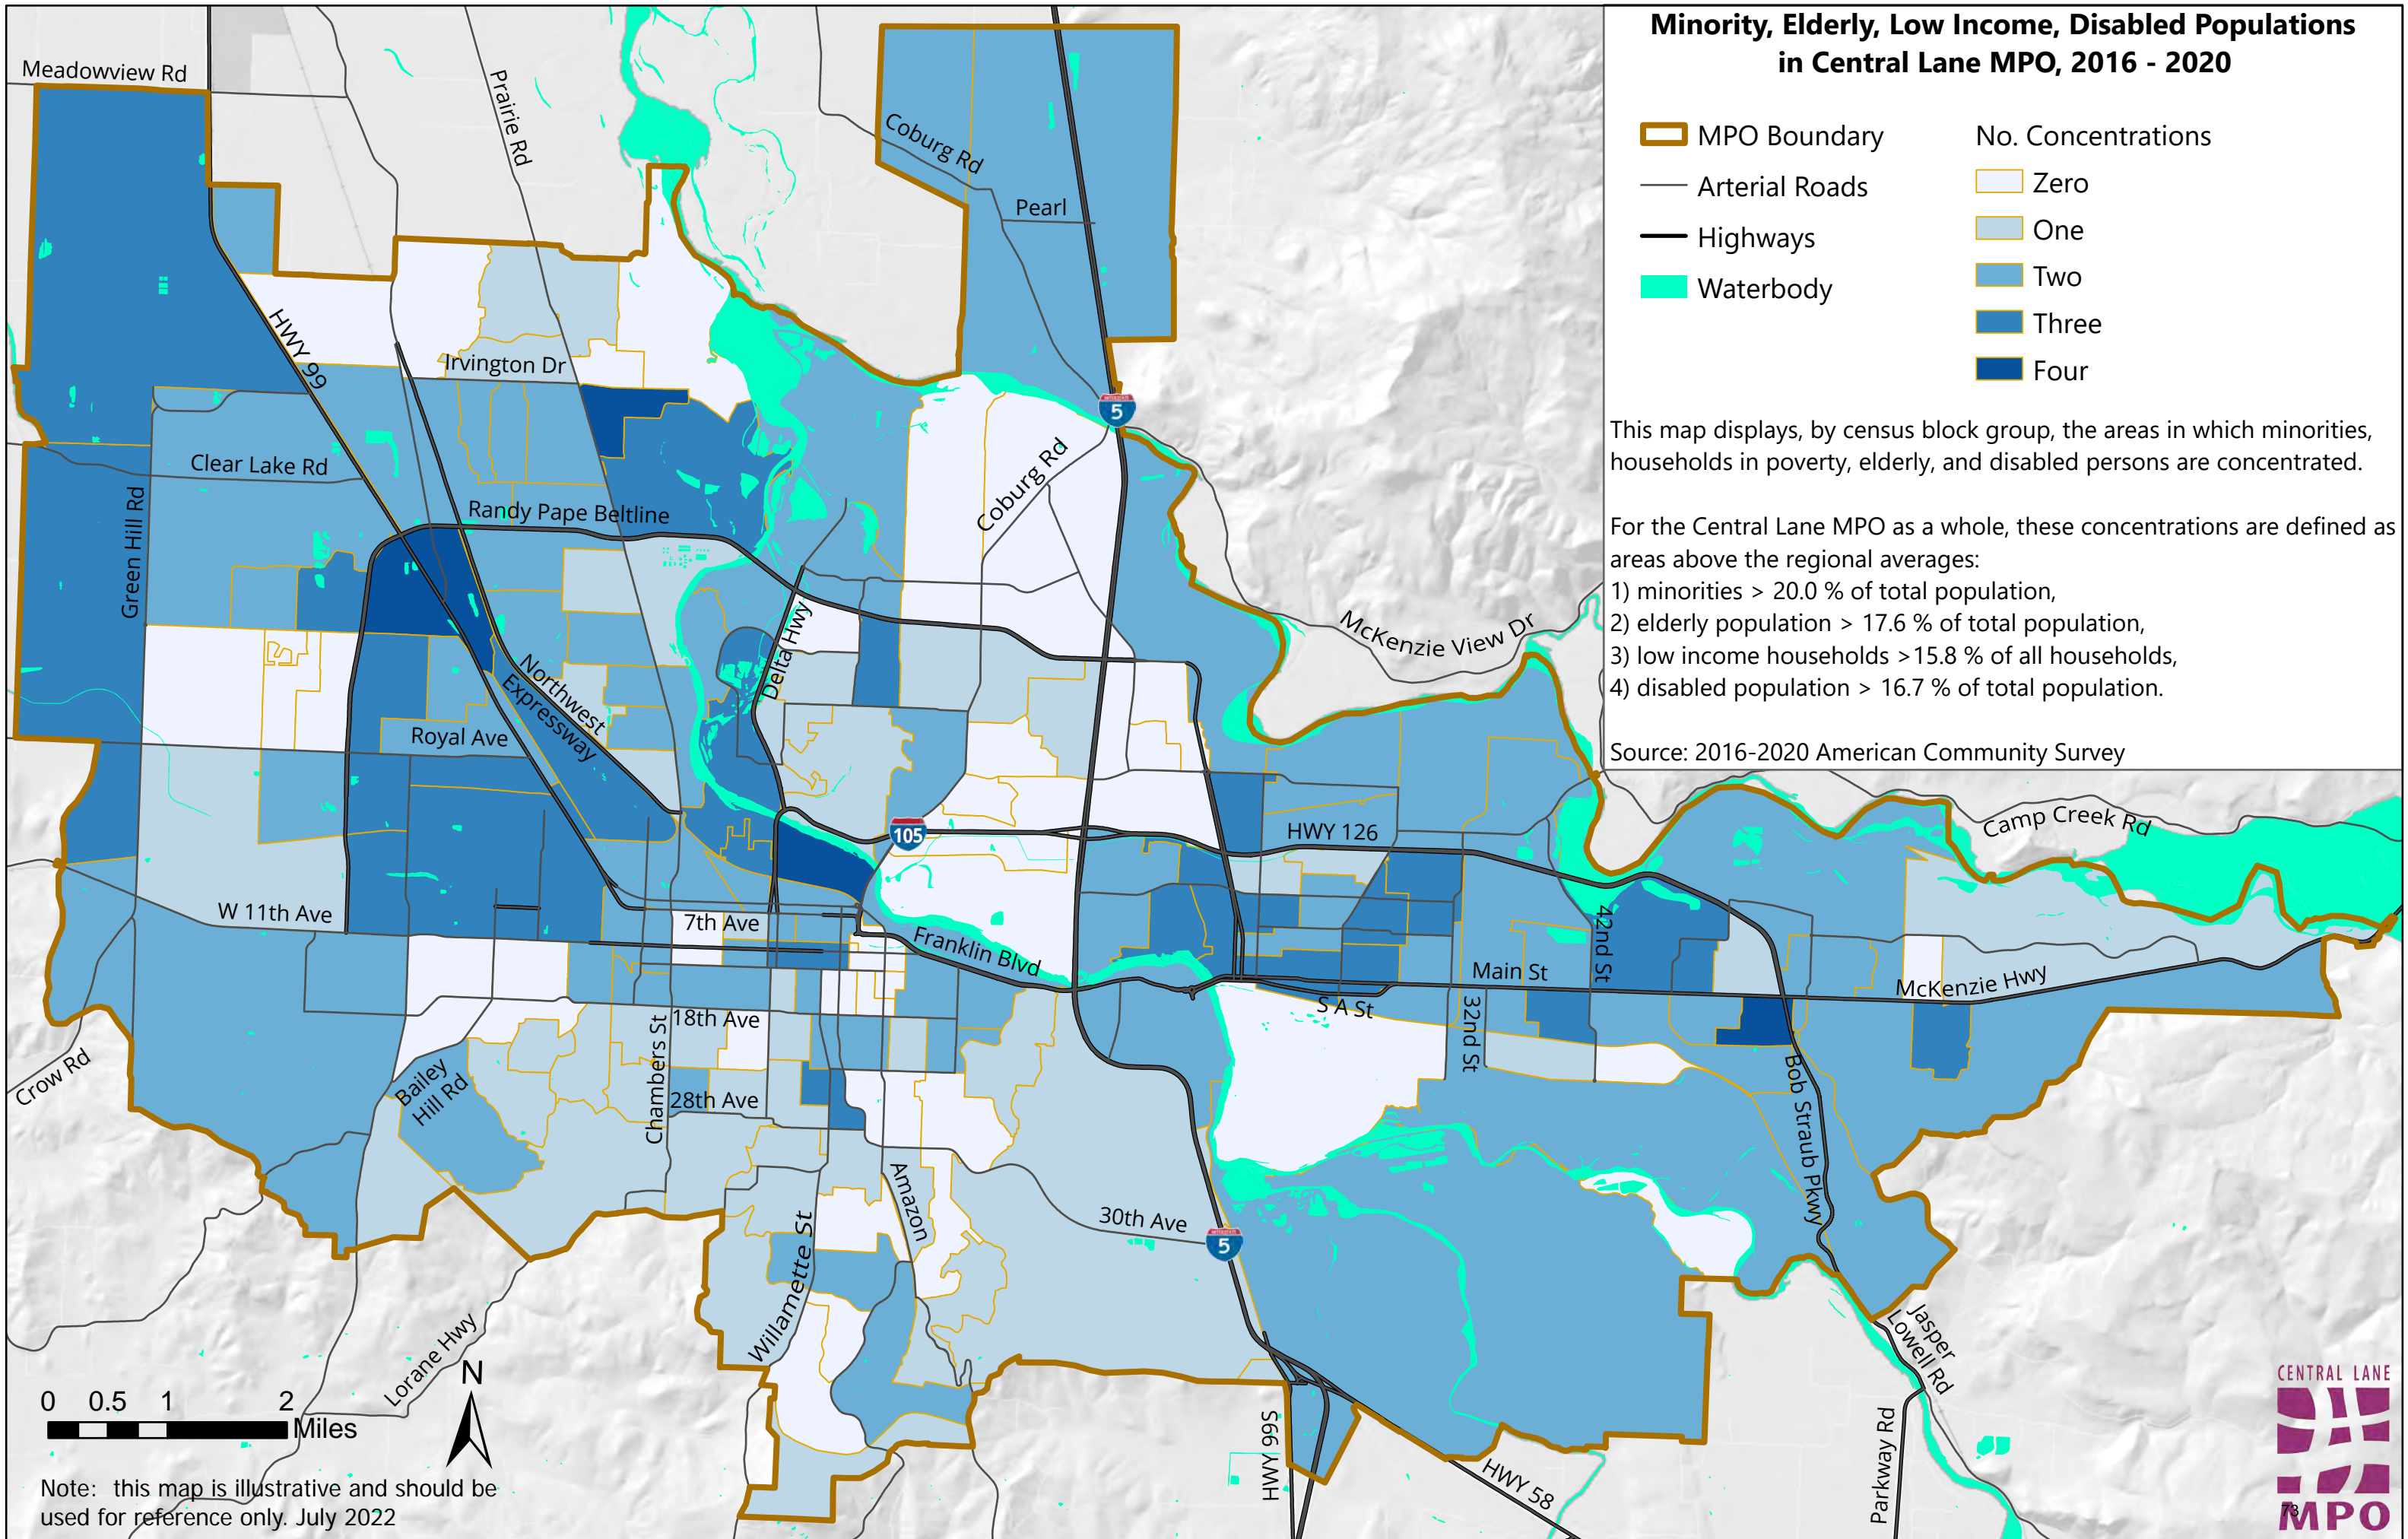 Minority, Elderly, Low Income, Disabled Populations
in Central Lane MPO, 2016 - 2020
MPO Boundary
Arterial Roads
Highways
Waterbody
No. Concentrations
Zero
One
Two
Three
Four
This map displays, by census block group, the areas in which minorities,
households in poverty, elderly, and disabled persons are concentrated.
For the Central Lane MPO as a whole, these concentrations are defined as
areas above the regional averages:
1) minorities > 20.0 % of total population,
2) elderly population > 17.6 % of total population,
3) low income households >15.8 % of all households,
4) disabled population > 16.7 % of total population.
Source: 2016-2020 American Community Survey
Meadowview Rd
Prairie Rd
Coburg Rd
Pearl
HWY 99
Irvington Dr
5
Clear Lake Rd
Coburg Rd
Green Hill Rd
Randy Pape Beltline
McKenzie View Dr
Delta Hwy
Northwest
Expressway
Royal Ave
105
HWY 126
Camp Creek Rd
W 11th Ave
7th Ave
Franklin Blvd
42nd St
Main St
McKenzie Hwy
S A St
32nd St
18th Ave
Chambers St
Crow Rd
Bailey
Hill Rd
28th Ave
Bob Straub Pkwy
Amazon
30th Ave
5
Willamette St
Lorane Hwy
Jasper
Lowell Rd
Parkway Rd
HWY 99S
HWY 58
0 0.5 1 2
Miles
N
Note: this map is illustrative and should be
used for reference only. July 2022
CENTRAL LANE
73
MPO